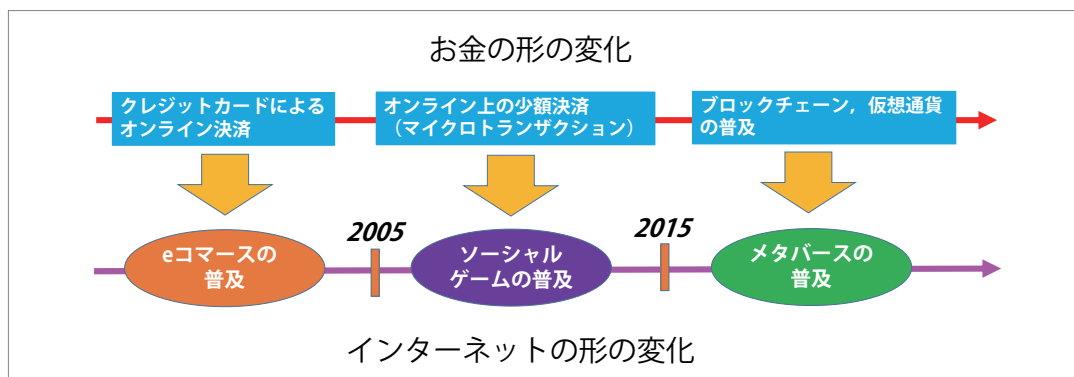 お金の形の変化
クレジットカードによる
オンライン決済
オンライン上の少額決済
（マイクロトランザクション）
ブロックチェーン，仮想通貨
の普及
eコマースの
普及
2005
ソーシャル
ゲームの普及
2015
メタバースの
普及
インターネットの形の変化